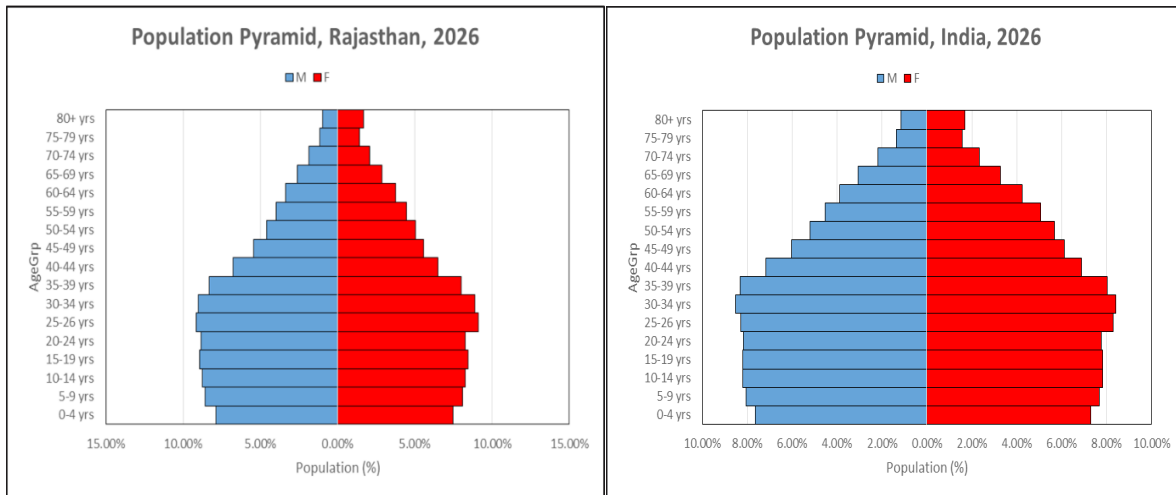 Population Pyramid, Rajasthan, 2026
M F
AgeGrp
80+ yrs
75-79 yrs
70-74 yrs
65-69 yrs
60-64 yrs
55-59 yrs
50-54 yrs
45-49 yrs
40-44 yrs
35-39 yrs
30-34 yrs
25-26 yrs
20-24 yrs
15-19 yrs
10-14 yrs
5-9 yrs
0-4 yrs
15.00% 10.00% 5.00% 0.00% 5.00% 10.00% 15.00%
Population (%)
Population Pyramid, India, 2026
M F
AgeGrp
80+ yrs
75-79 yrs
70-74 yrs
65-69 yrs
60-64 yrs
55-59 yrs
50-54 yrs
45-49 yrs
40-44 yrs
35-39 yrs
30-34 yrs
25-26 yrs
20-24 yrs
15-19 yrs
10-14 yrs
5-9 yrs
0-4 yrs
10.00% 8.00% 6.00% 4.00% 2.00% 0.00% 2.00% 4.00% 6.00% 8.00% 10.00%
Population (%)